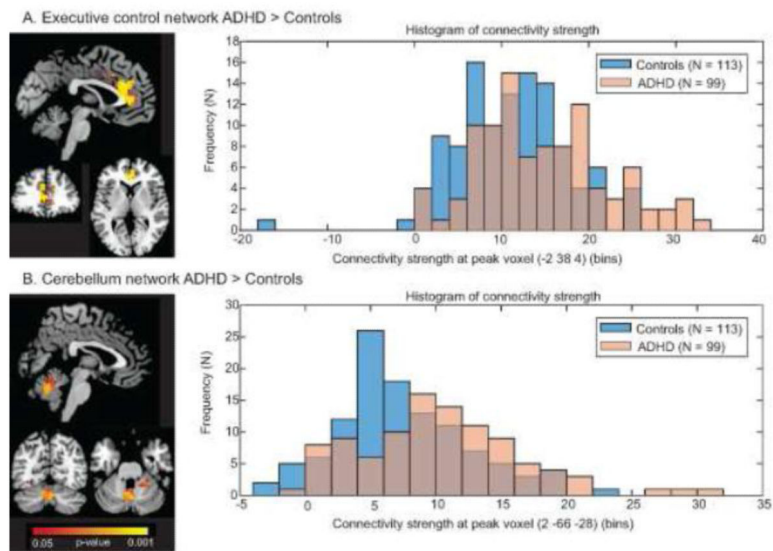 A. Executive control network ADHD > Controls
Histogram of connectivity strength
18
16
14
12
10
8
6
4
2
0
Frequency (N)
Controls (N = 113)
ADHD (N = 99)
-20 -10 0 10 20 30 40
Connectivity strength at peak voxel (-2 38 4) (bins)
B. Cerebellum network ADHD > Controls
Histogram of connectivity strength
30
25
20
15
10
5
0
Frequency (N)
Controls (N = 113)
ADHD (N = 99)
-5 0 5 10 15 20 25 30 35
Connectivity strength at peak voxel (2 -66 -28) (bins)
0.05 p-value 0.001